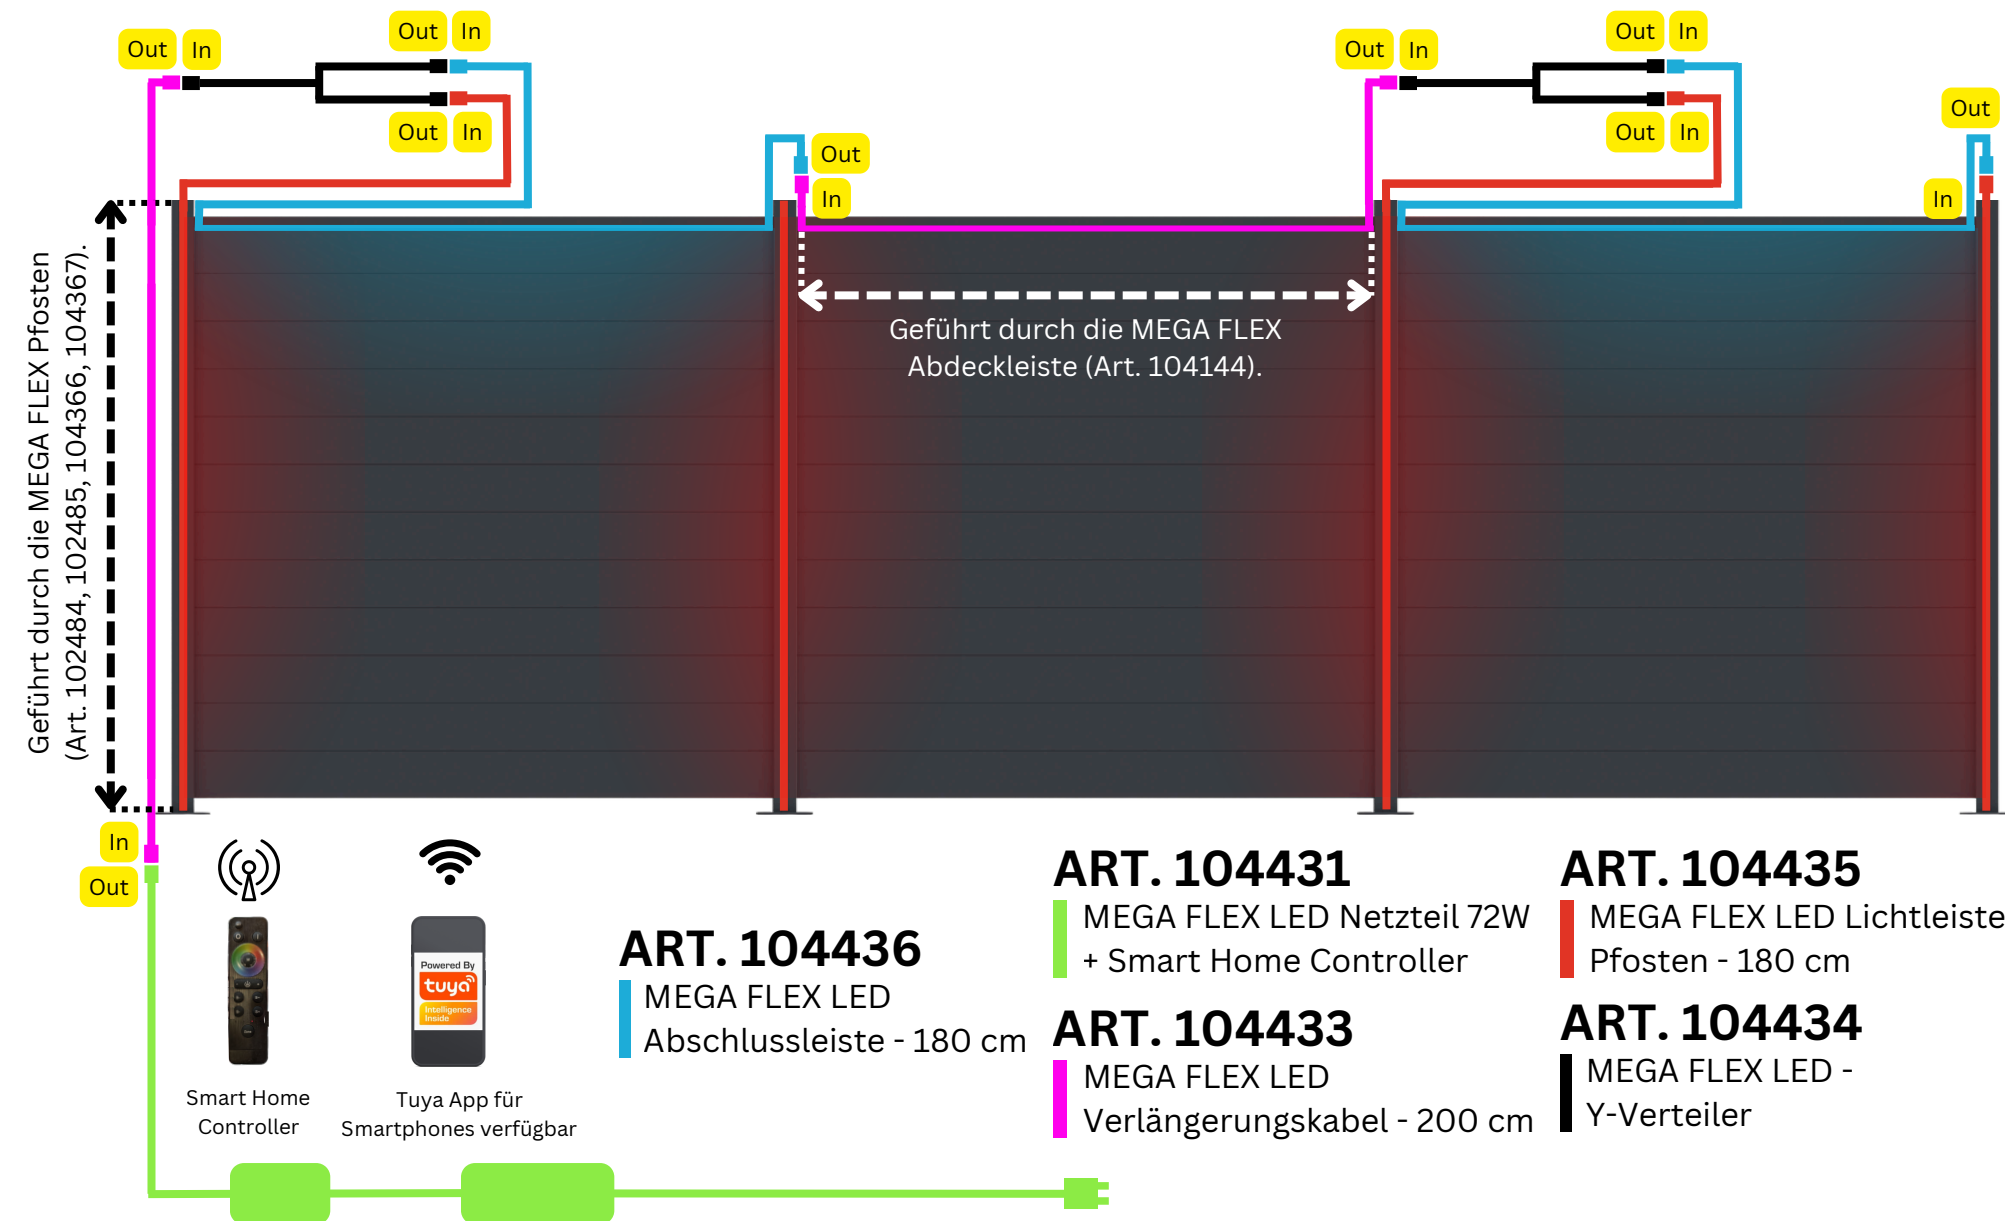 Out In
Out In
Out In
Out
In
Out In
Out In
Out In
Out
In
Geführt durch die MEGA FLEX Pfosten
(Art. 102484, 102485, 104366, 104367).
Geführt durch die MEGA FLEX
Abdeckleiste (Art. 104144).
In
Out
Powered By
tuya
Intelligence
Inside
Smart Home
Controller
Tuya App für
Smartphones verfügbar
ART. 104436
MEGA FLEX LED
Abschlussleiste - 180 cm
ART. 104431
MEGA FLEX LED Netzteil 72W
+ Smart Home Controller
ART. 104433
MEGA FLEX LED
Verlängerungskabel - 200 cm
ART. 104435
MEGA FLEX LED Lichtleiste
Pfosten - 180 cm
ART. 104434
MEGA FLEX LED -
Y-Verteiler